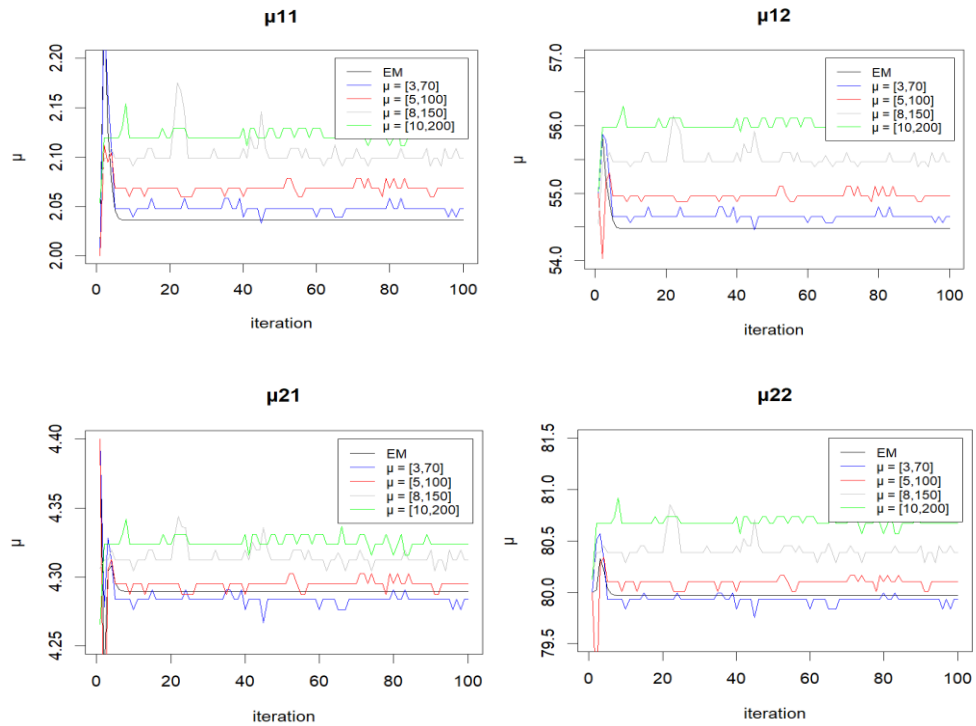 μ11
μ
2.00 2.05 2.10 2.15 2.20
EM
μ = [3,70]
μ = [5,100]
μ = [8,150]
μ = [10,200]
0 20 40 60 80 100
iteration
μ12
μ
54.0 55.0 56.0 57.0
EM
μ = [3,70]
μ = [5,100]
μ = [8,150]
μ = [10,200]
0 20 40 60 80 100
iteration
μ21
μ
4.25 4.30 4.35 4.40
EM
μ = [3,70]
μ = [5,100]
μ = [8,150]
μ = [10,200]
0 20 40 60 80 100
iteration
μ22
μ
79.5 80.0 80.5 81.0 81.5
EM
μ = [3,70]
μ = [5,100]
μ = [8,150]
μ = [10,200]
0 20 40 60 80 100
iteration